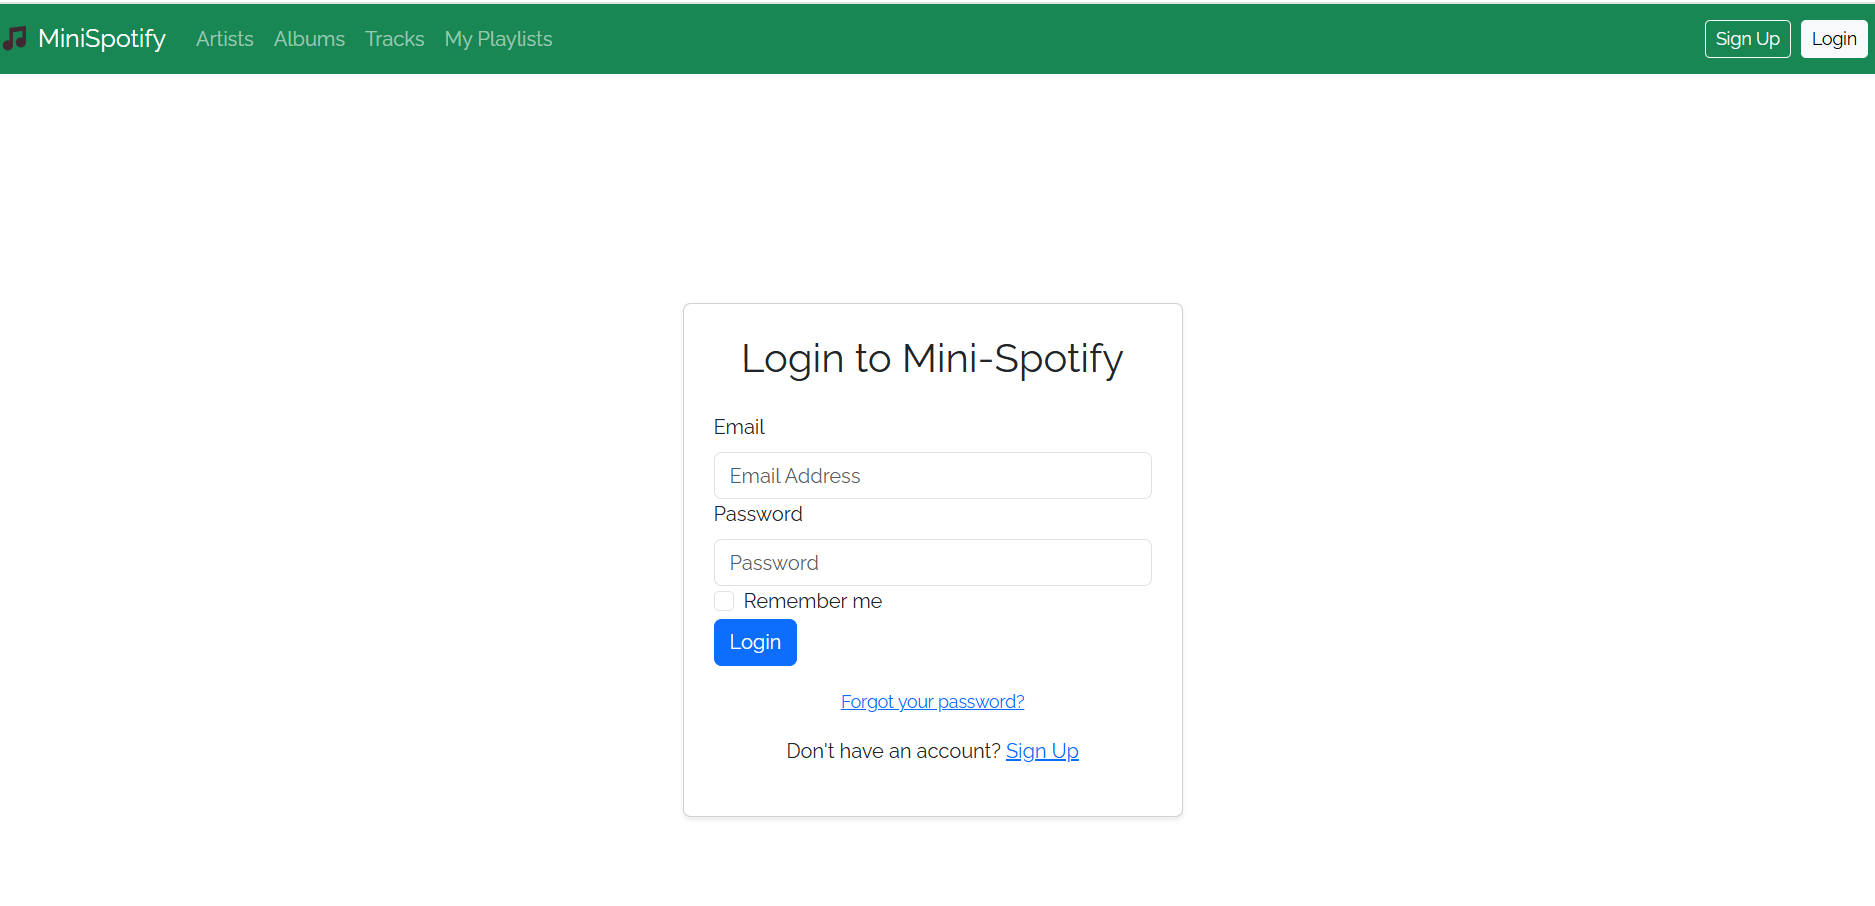 MiniSpotify Artists Albums Tracks My Playlists Sign Up Login
Login to Mini-Spotify
Email
Email Address
Password
Password
Remember me
Login
Forgot your password?
Don't have an account? Sign Up